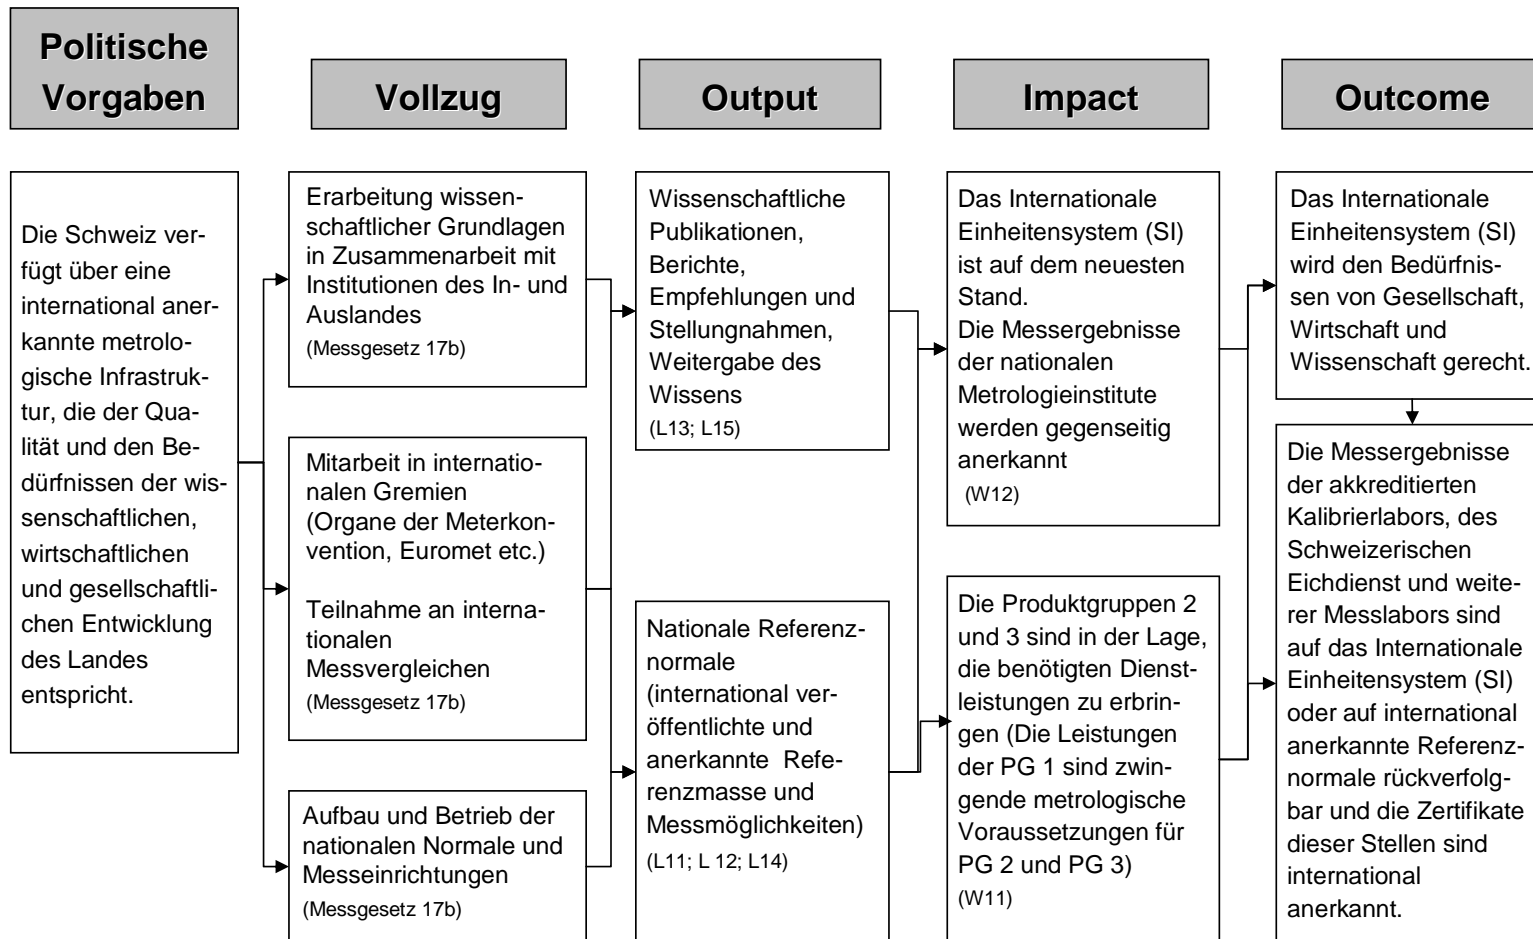 Politische
Vorgaben
Vollzug
Output
Impact
Outcome
Die Schweiz ver-
fügt über eine
international aner-
kannte metrolo-
gische Infrastruk-
tur, die der Qua-
lität und den Be-
dürfnissen der wis-
senschaftlichen,
wirtschaftlichen
und gesellschaftli-
chen Entwicklung
des Landes
entspricht.
Erarbeitung wissen-
schaftlicher Grundlagen
in Zusammenarbeit mit
Institutionen des In- und
Auslandes
(Messgesetz 17b)
Mitarbeit in internatio-
nalen Gremien
(Organe der Meterkon-
vention, Euromet etc.)
Teilnahme an interna-
tionalen
Messvergleichen
(Messgesetz 17b)
Aufbau und Betrieb der
nationalen Normale und
Messeinrichtungen
(Messgesetz 17b)
Wissenschaftliche
Publikationen,
Berichte,
Empfehlungen und
Stellungnahmen,
Weitergabe des
Wissens
(L13; L15)
Nationale Referenz-
normale
(international ver-
öffentlichte und
anerkannte Refe-
renzmasse und
Messmöglichkeiten)
(L11; L 12; L14)
Das Internationale
Einheitensystem (SI)
ist auf dem neuesten
Stand.
Die Messergebnisse
der nationalen
Metrologieinstitute
werden gegenseitig
anerkannt
(W12)
Die Produktgruppen 2
und 3 sind in der Lage,
die benötigten Dienst-
leistungen zu erbrin-
gen (Die Leistungen
der PG 1 sind zwin-
gende metrologische
Voraussetzungen für
PG 2 und PG 3)
(W11)
Das Internationale
Einheitensystem (SI)
wird den Bedürfnis-
sen von Gesellschaft,
Wirtschaft und
Wissenschaft gerecht.
Die Messergebnisse
der akkreditierten
Kalibrierlabors, des
Schweizerischen
Eichdienst und weite-
rer Messlabors sind
auf das Internationale
Einheitensystem (SI)
oder auf international
anerkannte Referenz-
normale rückverfolg-
bar und die Zertifikate
dieser Stellen sind
international
anerkannt.